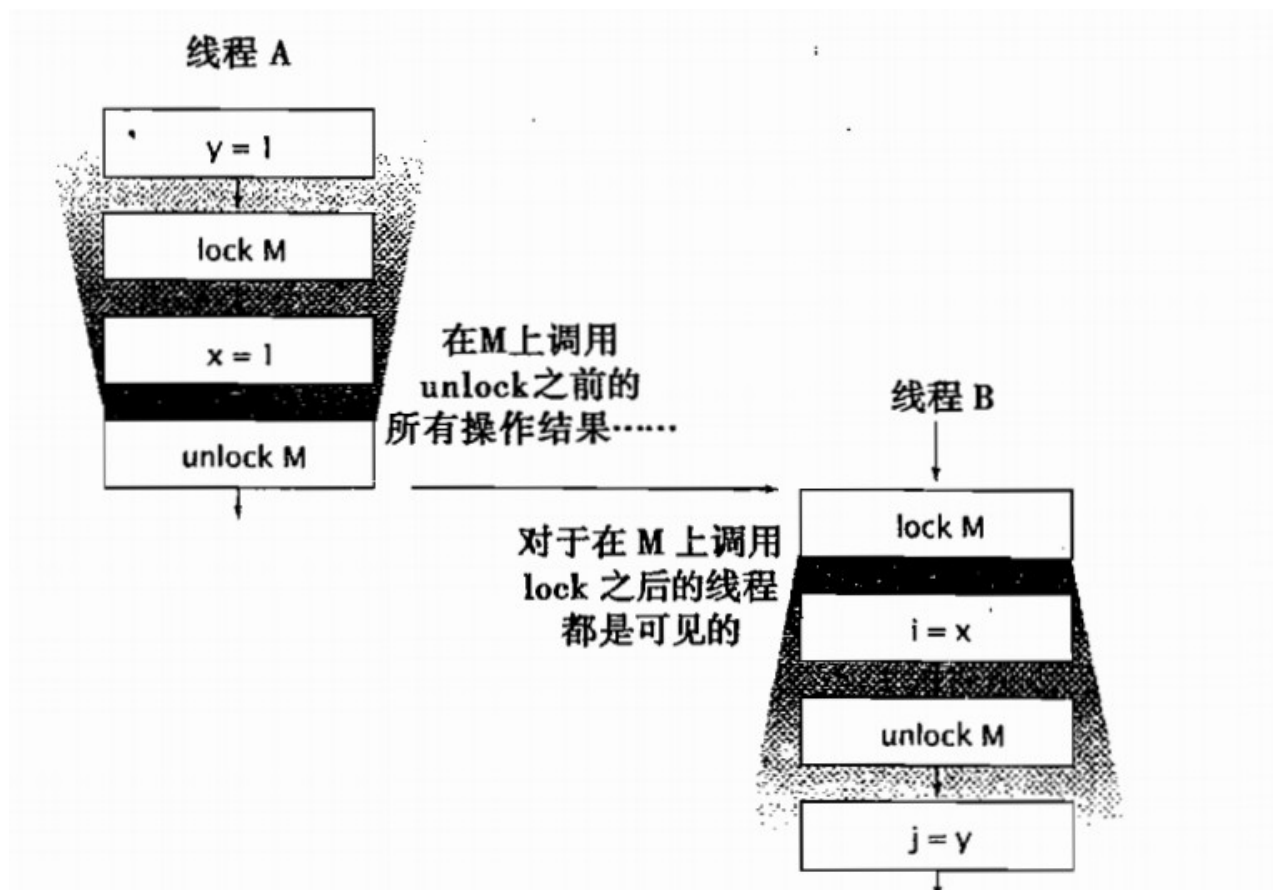 线程 A
y = 1
lock M
x = 1
unlock M
在M上调用
unlock之前的
所有操作结果……
线程 B
lock M
对于在 M 上调用
lock 之后的线程
都是可见的
i = x
unlock M
j = y